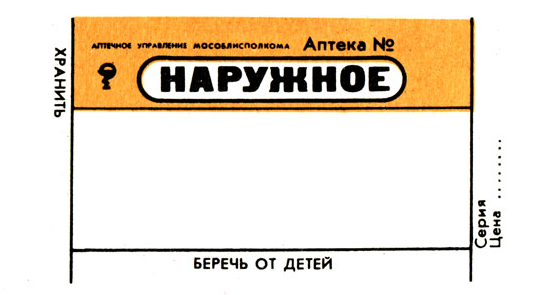 АПТЕЧНОЕ УПРАВЛЕНИЕ МОСОБЛИСПОЛКОМА Аптека №
НАРУЖНОЕ
ХРАНИТЬ
Серия
Цена ........
БЕРЕЧЬ ОТ ДЕТЕЙ